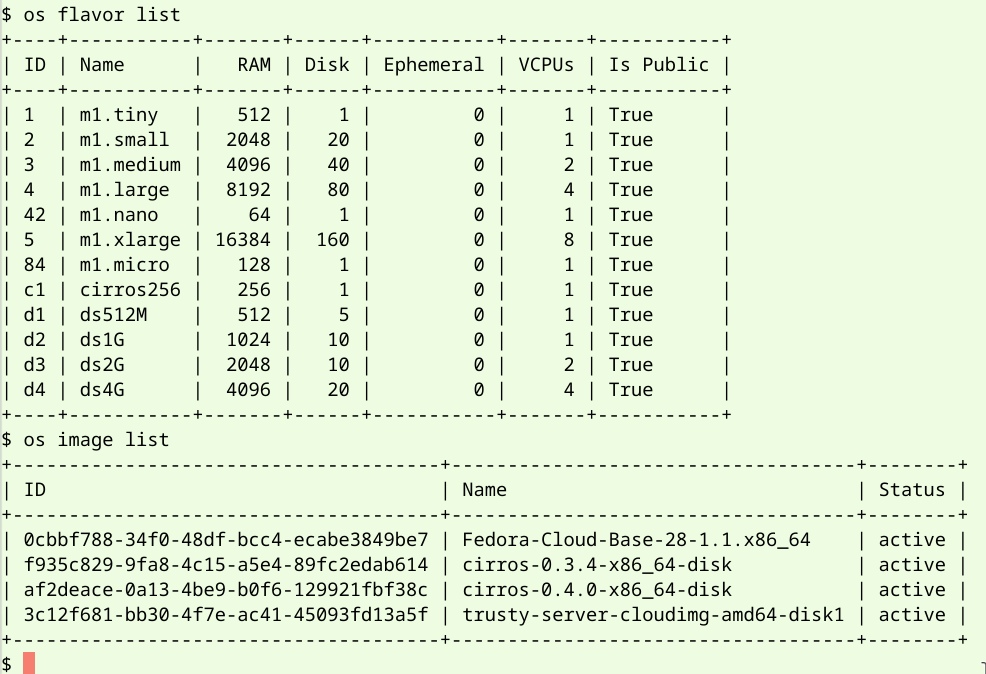 $ os flavor list
+----+-----------+-------+------+-----------+-------+-----------+
| ID | Name      |   RAM | Disk | Ephemeral | VCPUs | Is Public |
+----+-----------+-------+------+-----------+-------+-----------+
| 1  | m1.tiny   |   512 |    1 |         0 |     1 | True      |
| 2  | m1.small  |  2048 |   20 |         0 |     1 | True      |
| 3  | m1.medium |  4096 |   40 |         0 |     2 | True      |
| 4  | m1.large  |  8192 |   80 |         0 |     4 | True      |
| 42 | m1.nano   |    64 |    1 |         0 |     1 | True      |
| 5  | m1.xlarge | 16384 |  160 |         0 |     8 | True      |
| 84 | m1.micro  |   128 |    1 |         0 |     1 | True      |
| c1 | cirros256 |   256 |    1 |         0 |     1 | True      |
| d1 | ds512M    |   512 |    5 |         0 |     1 | True      |
| d2 | ds1G      |  1024 |   10 |         0 |     1 | True      |
| d3 | ds2G      |  2048 |   10 |         0 |     2 | True      |
| d4 | ds4G      |  4096 |   20 |         0 |     4 | True      |
+----+-----------+-------+------+-----------+-------+-----------+
$ os image list
+--------------------------------------+------------------------------------+--------+
| ID                                   | Name                               | Status |
+--------------------------------------+------------------------------------+--------+
| 0cbbf788-34f0-48df-bcc4-ecabe3849be7 | Fedora-Cloud-Base-28-1.1.x86_64    | active |
| f935c829-9fa8-4c15-a5e4-89fc2edab614 | cirros-0.3.4-x86_64-disk           | active |
| af2deace-0a13-4be9-b0f6-129921fbf38c | cirros-0.4.0-x86_64-disk           | active |
| 3c12f681-bb30-4f7e-ac41-45093fd13a5f | trusty-server-cloudimg-amd64-disk1 | active |
+--------------------------------------+------------------------------------+--------+
$